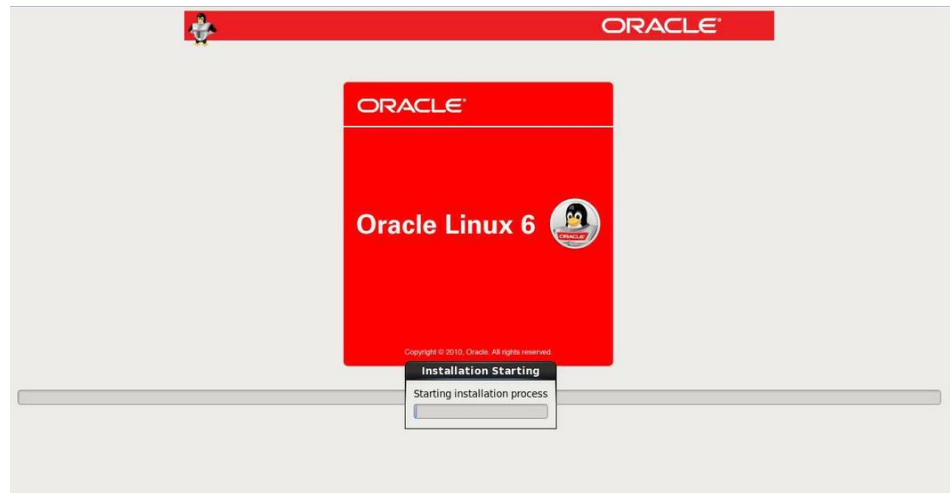 ORACLE®
ORACLE®
Oracle Linux 6
ORACLE
Copyright © 2010, Oracle. All rights reserved.
Installation Starting
Starting installation process